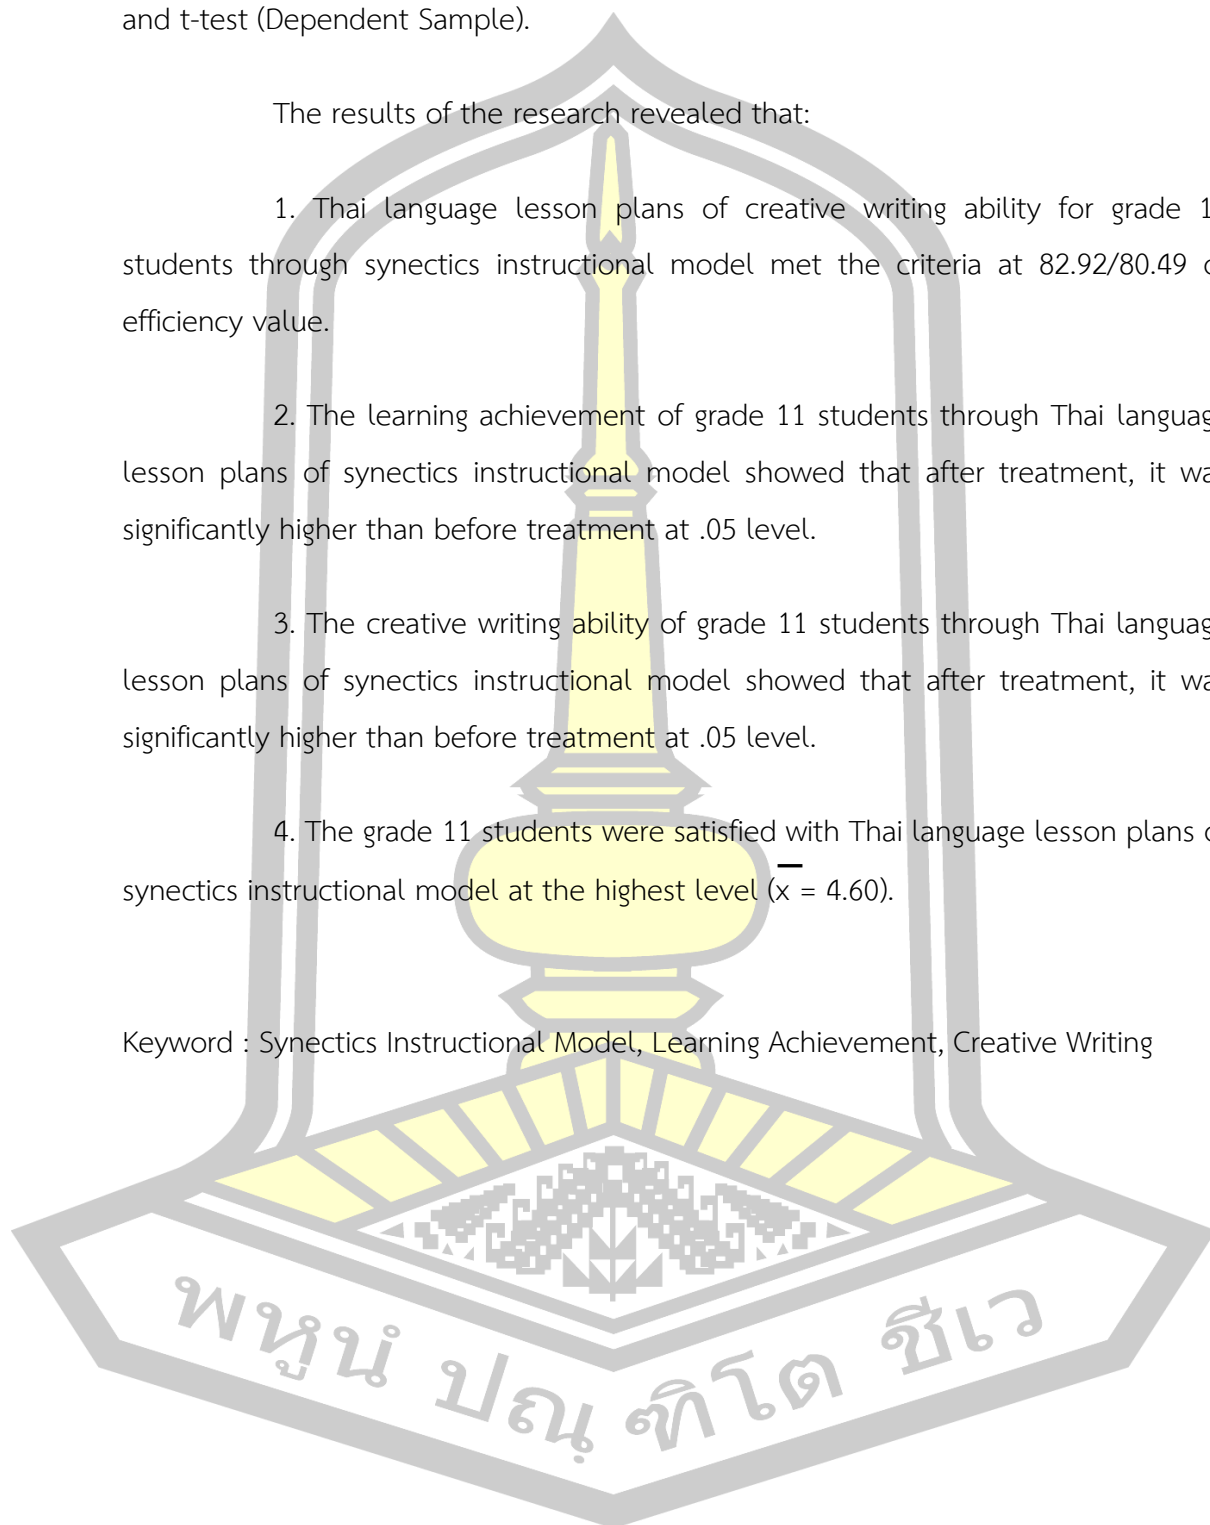 and t-test (Dependent Sample).
The results of the research revealed that:
1. Thai language lesson plans of creative writing ability for grade 1
students through synectics instructional model met the criteria at 82.92/80.49 o
efficiency value.
2. The learning achievement of grade 11 students through Thai languag
lesson plans of synectics instructional model showed that after treatment, it wa
significantly higher than before treatment at .05 level.
3. The creative writing ability of grade 11 students through Thai languag
lesson plans of synectics instructional model showed that after treatment, it wa
significantly higher than before treatment at .05 level.
4. The grade 11 students were satisfied with Thai language lesson plans o
synectics instructional model at the highest level (x̅ = 4.60).
Keyword : Synectics Instructional Model, Learning Achievement, Creative Writing
พหูนํ ปณฺฑิโต ชีเว